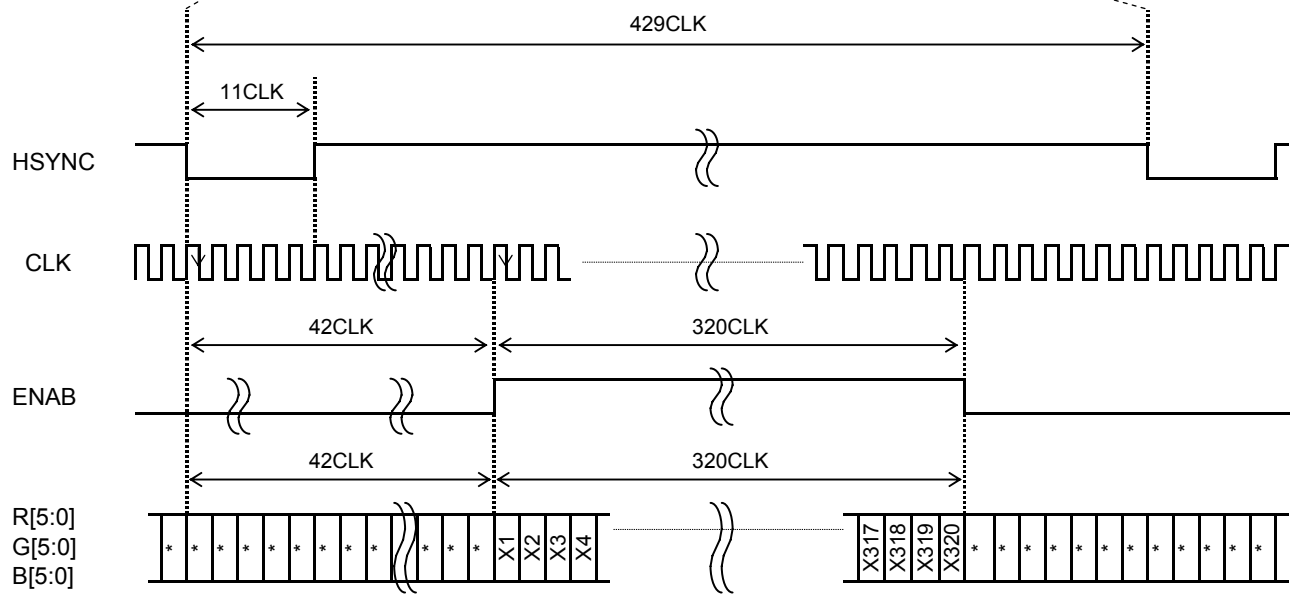 429CLK
11CLK
HSYNC
CLK
42CLK 320CLK
ENAB
42CLK 320CLK
R[5:0]
G[5:0]
B[5:0]
* * * * * * * * * * * * X1 X2 X3 X4 X317 X318 X319 X320 * * * * * * * * * * * *